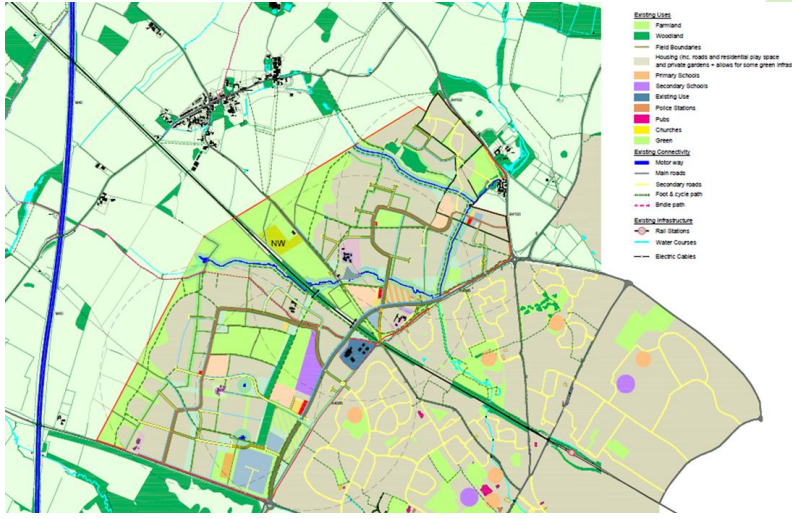 Existing Uses
Farmland
Woodland
Field Boundaries
Housing (inc. roads and residential play space
and private gardens + allows for some green infras
Primary Schools
Secondary Schools
Existing Use
Police Stations
Pubs
Churches
Green
Existing Connectivity
Motor way
Main roads
Secondary roads
Foot & cycle path
Bridle path
Existing Infrastructure
Rail Stations
Water Courses
Electric Cables
M40
NW